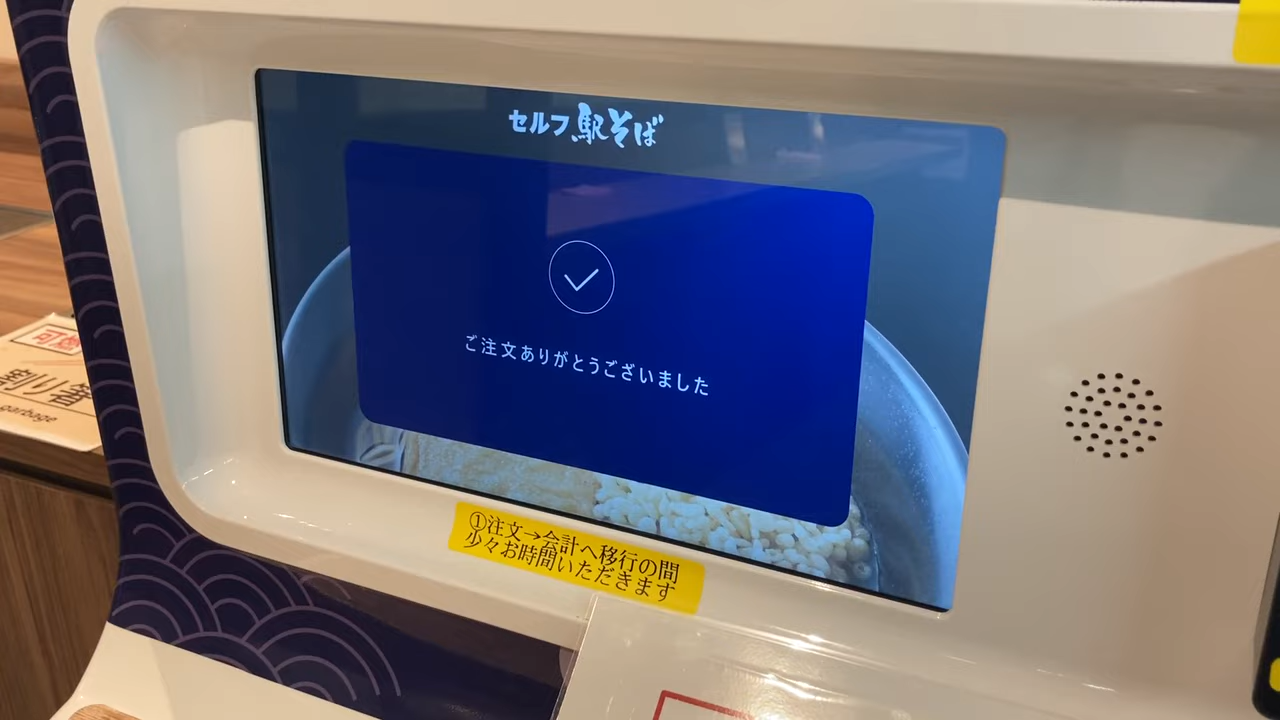 セルフ駅そば
ご注文ありがとうございました
可燃
割り箸
garbage
①注文→会計へ移行の間
少々お時間いただきます